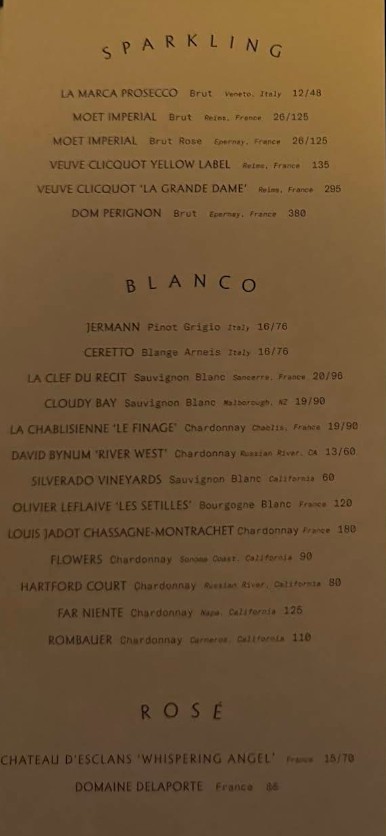 SPARKLING
LA MARCA PROSECCO Brut Veneto, Italy 12/48
MOET IMPERIAL Brut Reims, France 26/125
MOET IMPERIAL Brut Rose Epernay, France 26/125
VEUVE CLICQUOT YELLOW LABEL Reims, France 135
VEUVE CLICQUOT 'LA GRANDE DAME' Reims, France 295
DOM PERIGNON Brut Epernay, France 380
BLANCO
JERMANN Pinot Grigio Italy 16/76
CERETTO Blange Arneis Italy 16/76
LA CLEF DU RECIT Sauvignon Blanc Sancerre, France 20/96
CLOUDY BAY Sauvignon Blanc Malborough, NZ 19/90
LA CHABLISIENNE 'LE FINAGE' Chardonnay Chablis, France 19/90
DAVID BYNUM 'RIVER WEST' Chardonnay Russian River, CA 13/60
SILVERADO VINEYARDS Sauvignon Blanc California 60
OLIVIER LEFLAIVE 'LES SETILLES' Bourgogne Blanc France 120
LOUIS JADOT CHASSAGNE-MONTRACHET Chardonnay France 180
FLOWERS Chardonnay Sonoma Coast, California 90
HARTFORD COURT Chardonnay Russian River, California 80
FAR NIENTE Chardonnay Napa, California 125
ROMBAUER Chardonnay Carneros, California 110
ROSÉ
CHATEAU D'ESCLANS 'WHISPERING ANGEL' France 15/70
DOMAINE DELAPORTE France 86